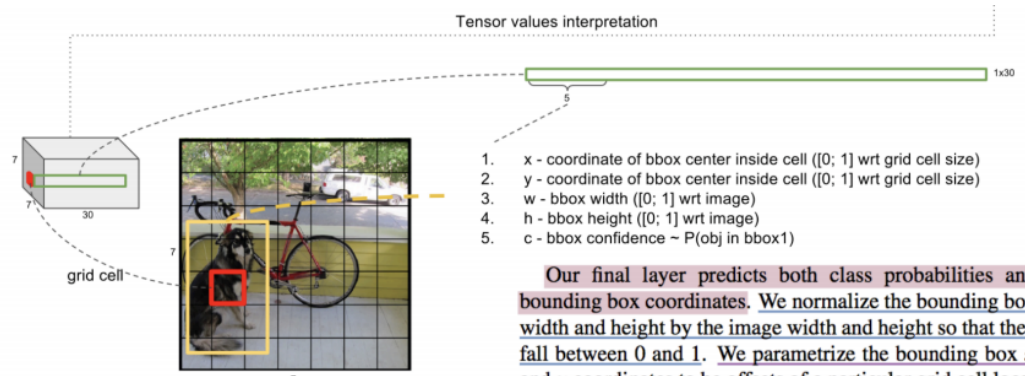 Tensor values interpretation
1x30
5
7
7
30
grid cell
7
1. x - coordinate of bbox center inside cell ([0; 1] wrt grid cell size)
2. y - coordinate of bbox center inside cell ([0; 1] wrt grid cell size)
3. w - bbox width ([0; 1] wrt image)
4. h - bbox height ([0; 1] wrt image)
5. c - bbox confidence ~ P(obj in bbox1)
Our final layer predicts both class probabilities an
bounding box coordinates. We normalize the bounding bo
width and height by the image width and height so that the
fall between 0 and 1. We parametrize the bounding box